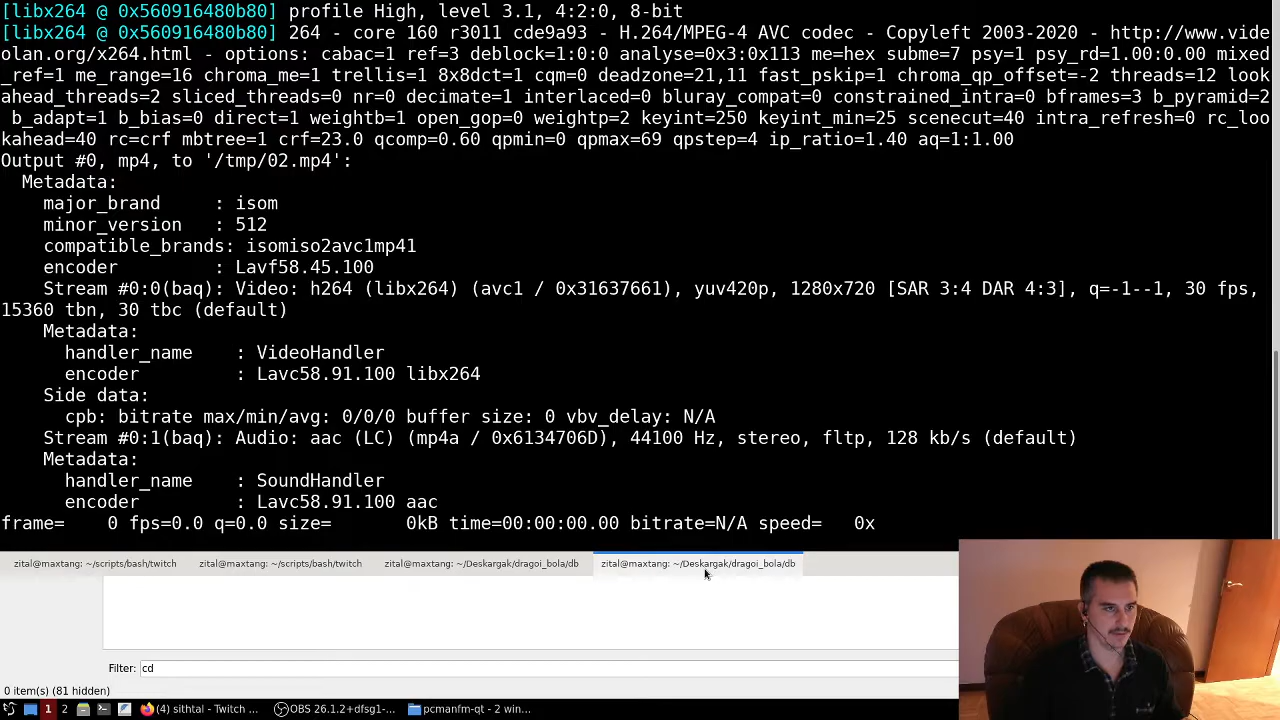 [libx264 @ 0x560916480b80] profile High, level 3.1, 4:2:0, 8-bit
[libx264 @ 0x560916480b80] 264 - core 160 r3011 cde9a93 - H.264/MPEG-4 AVC codec - Copyleft 2003-2020 - http://www.vide
olan.org/x264.html - options: cabac=1 ref=3 deblock=1:0:0 analyse=0x3:0x113 me=hex subme=7 psy=1 psy_rd=1.00:0.00 mixed
_ref=1 me_range=16 chroma_me=1 trellis=1 8x8dct=1 cqm=0 deadzone=21,11 fast_pskip=1 chroma_qp_offset=-2 threads=12 look
ahead_threads=2 sliced_threads=0 nr=0 decimate=1 interlaced=0 bluray_compat=0 constrained_intra=0 bframes=3 b_pyramid=2
 b_adapt=1 b_bias=0 direct=1 weightb=1 open_gop=0 weightp=2 keyint=250 keyint_min=25 scenecut=40 intra_refresh=0 rc_loo
kahead=40 rc=crf mbtree=1 crf=23.0 qcomp=0.60 qpmin=0 qpmax=69 qpstep=4 ip_ratio=1.40 aq=1:1.00
Output #0, mp4, to '/tmp/02.mp4':
  Metadata:
    major_brand     : isom
    minor_version   : 512
    compatible_brands: isomiso2avc1mp41
    encoder         : Lavf58.45.100
    Stream #0:0(baq): Video: h264 (libx264) (avc1 / 0x31637661), yuv420p, 1280x720 [SAR 3:4 DAR 4:3], q=-1--1, 30 fps,
15360 tbn, 30 tbc (default)
    Metadata:
      handler_name    : VideoHandler
      encoder         : Lavc58.91.100 libx264
    Side data:
      cpb: bitrate max/min/avg: 0/0/0 buffer size: 0 vbv_delay: N/A
    Stream #0:1(baq): Audio: aac (LC) (mp4a / 0x6134706D), 44100 Hz, stereo, fltp, 128 kb/s (default)
    Metadata:
      handler_name    : SoundHandler
      encoder         : Lavc58.91.100 aac
frame=    0 fps=0.0 q=0.0 size=       0kB time=00:00:00.00 bitrate=N/A speed=   0x
zital@maxtang: ~/scripts/bash/twitch zital@maxtang: ~/scripts/bash/twitch zital@maxtang: ~/Deskargak/dragoi_bola/db zital@maxtang: ~/Deskargak/dragoi_bola/db
Filter: cd
0 item(s) (81 hidden)
1 2 (4) sithtal - Twitch ... OBS 26.1.2+dfsg1-... pcmanfm-qt - 2 win...